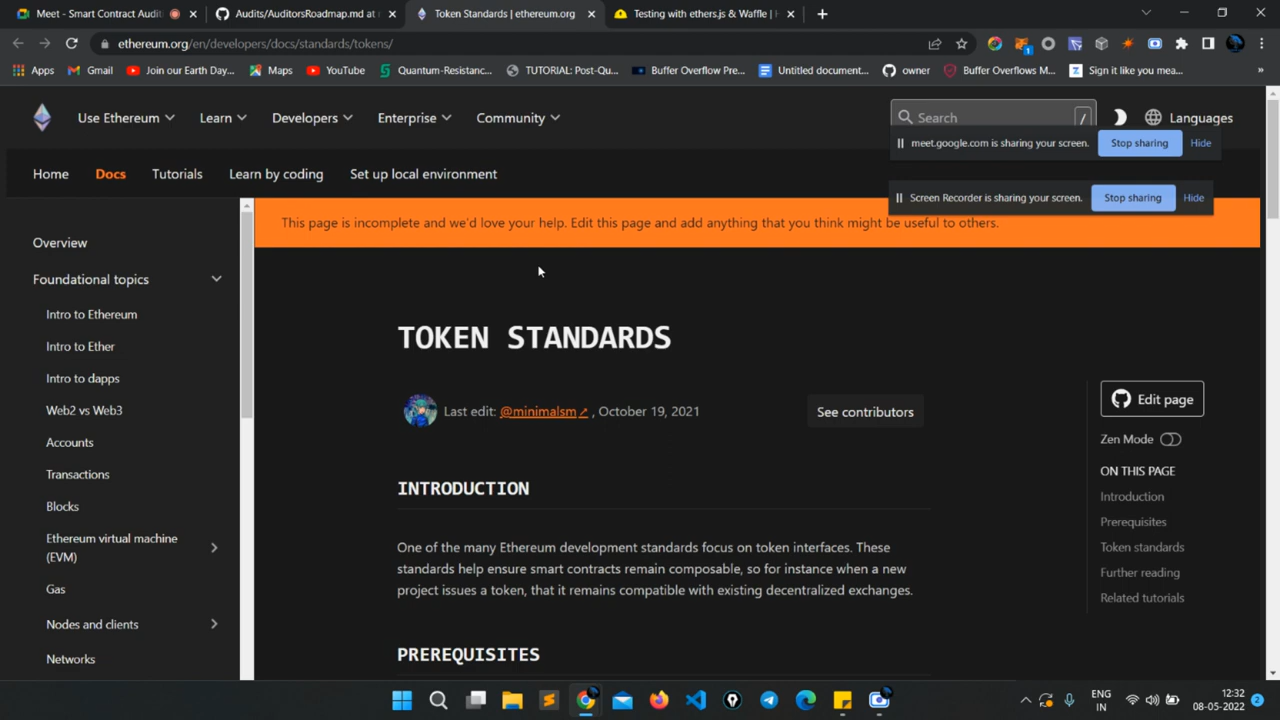 Meet - Smart Contract Audit
Audits/AuditorsRoadmap.md at
Token Standards | ethereum.org
Testing with ethers.js & Waffle |
ethereum.org/en/developers/docs/standards/tokens/
1
Apps
Gmail
Join our Earth Day...
Maps
YouTube
Quantum-Resistanc...
TUTORIAL: Post-Qu...
Buffer Overflow Pre...
Untitled document...
owner
Buffer Overflows M...
Sign it like you mea...
»
Use Ethereum
Learn
Developers
Enterprise
Community
Search
/
Languages
meet.google.com is sharing your screen.
Stop sharing
Hide
Home
Docs
Tutorials
Learn by coding
Set up local environment
Screen Recorder is sharing your screen.
Stop sharing
Hide
This page is incomplete and we'd love your help. Edit this page and add anything that you think might be useful to others.
Overview
Foundational topics
Intro to Ethereum
Intro to Ether
Intro to dapps
Web2 vs Web3
Accounts
Transactions
Blocks
Ethereum virtual machine
(EVM)
Gas
Nodes and clients
Networks
TOKEN STANDARDS
Last edit: @minimalsm↗ , October 19, 2021
See contributors
INTRODUCTION
One of the many Ethereum development standards focus on token interfaces. These
standards help ensure smart contracts remain composable, so for instance when a new
project issues a token, that it remains compatible with existing decentralized exchanges.
PREREQUISITES
Edit page
Zen Mode
ON THIS PAGE
Introduction
Prerequisites
Token standards
Further reading
Related tutorials
ENG
IN
12:32
08-05-2022
2